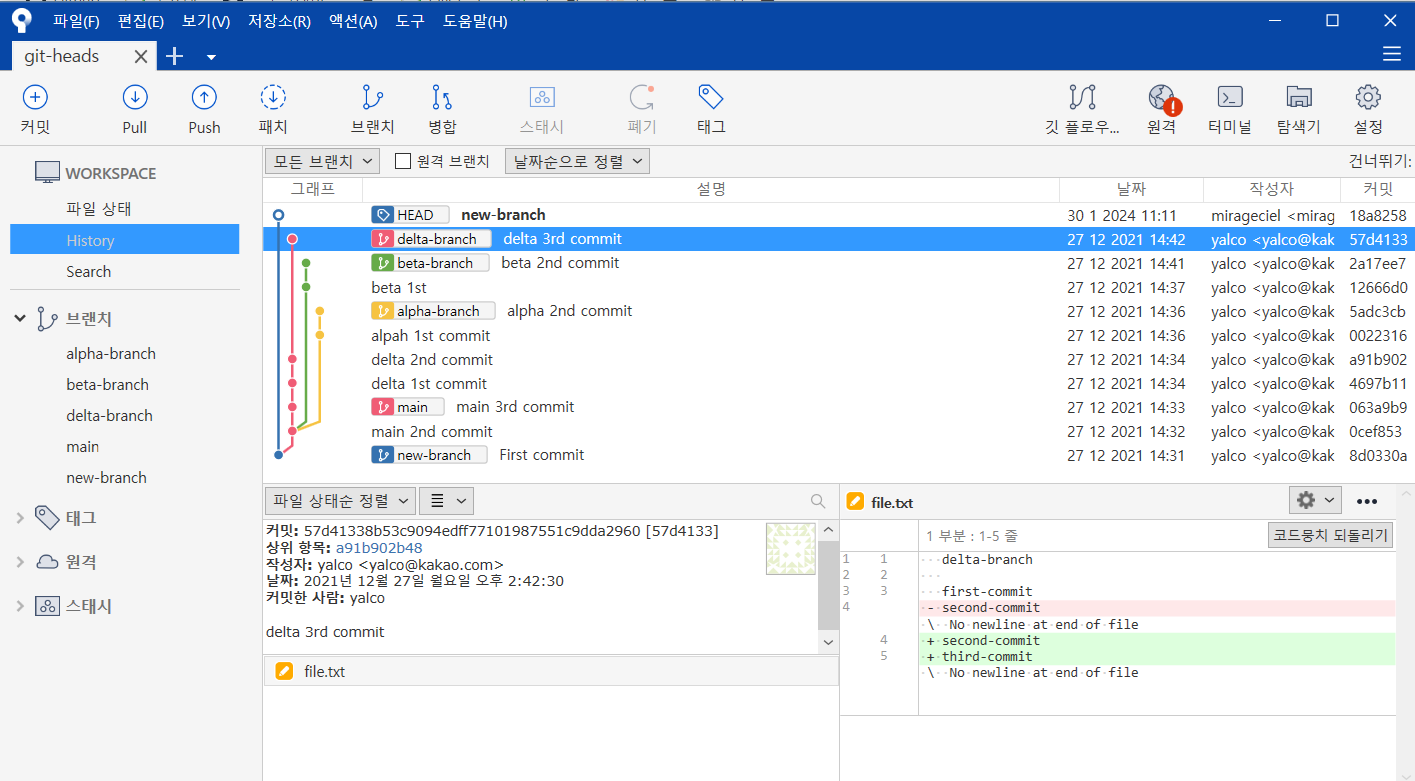 파일(F) 편집(E) 보기(V) 저장소(R) 액션(A) 도구 도움말(H)
git-heads
커밋 Pull Push 패치 브랜치 병합 스태시 폐기 태그 깃 플로우... 원격 터미널 탐색기 설정
WORKSPACE
파일 상태
History
Search
브랜치
alpha-branch
beta-branch
delta-branch
main
new-branch
태그
원격
스태시
모든 브랜치 원격 브랜치 날짜순으로 정렬 건너뛰기:
그래프 설명 날짜 작성자 커밋
HEAD new-branch 30 1 2024 11:11 mirageciel <mirag 18a8258
delta-branch delta 3rd commit 27 12 2021 14:42 yalco <yalco@kak 57d4133
beta-branch beta 2nd commit 27 12 2021 14:41 yalco <yalco@kak 2a17ee7
beta 1st 27 12 2021 14:37 yalco <yalco@kak 12666d0
alpha-branch alpha 2nd commit 27 12 2021 14:36 yalco <yalco@kak 5adc3cb
alpah 1st commit 27 12 2021 14:36 yalco <yalco@kak 0022316
delta 2nd commit 27 12 2021 14:34 yalco <yalco@kak a91b902
delta 1st commit 27 12 2021 14:34 yalco <yalco@kak 4697b11
main main 3rd commit 27 12 2021 14:33 yalco <yalco@kak 063a9b9
main 2nd commit 27 12 2021 14:32 yalco <yalco@kak 0cef853
new-branch First commit 27 12 2021 14:31 yalco <yalco@kak 8d0330a
파일 상태순 정렬
커밋: 57d41338b53c9094edff77101987551c9dda2960 [57d4133]
상위 항목: a91b902b48
작성자: yalco <yalco@kakao.com>
날짜: 2021년 12월 27일 월요일 오후 2:42:30
커밋한 사람: yalco
delta 3rd commit
file.txt
file.txt
1 부분 : 1-5 줄 코드뭉치 되돌리기
1 1 delta-branch
2 2
3 3 first-commit
4 - second-commit
\ No newline at end of file
4 + second-commit
5 + third-commit
\ No newline at end of file